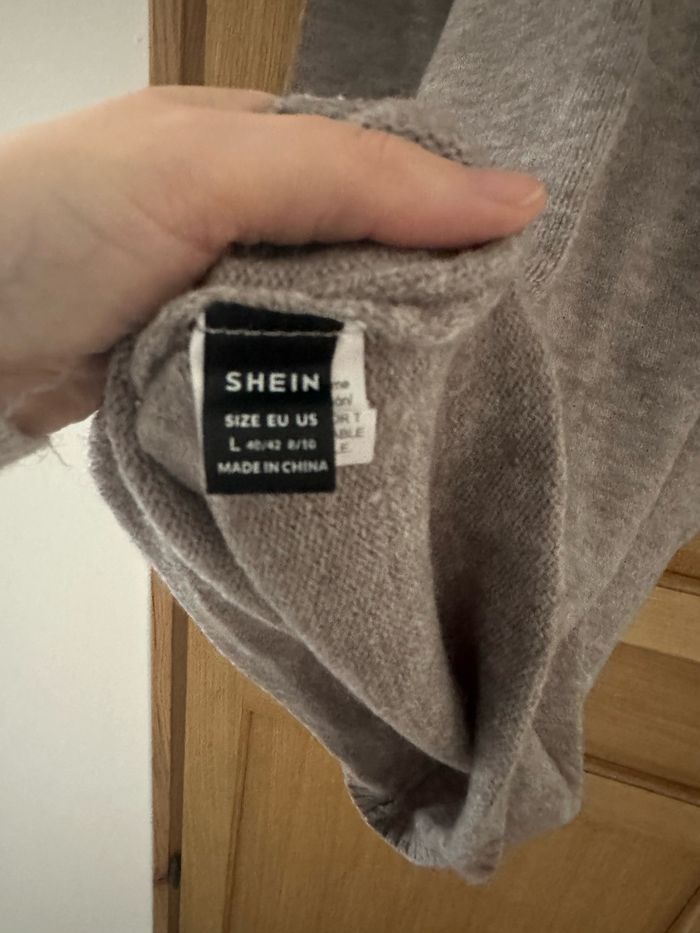 SHEIN
SIZE EU US
L 40/42 8/10
MADE IN CHINA